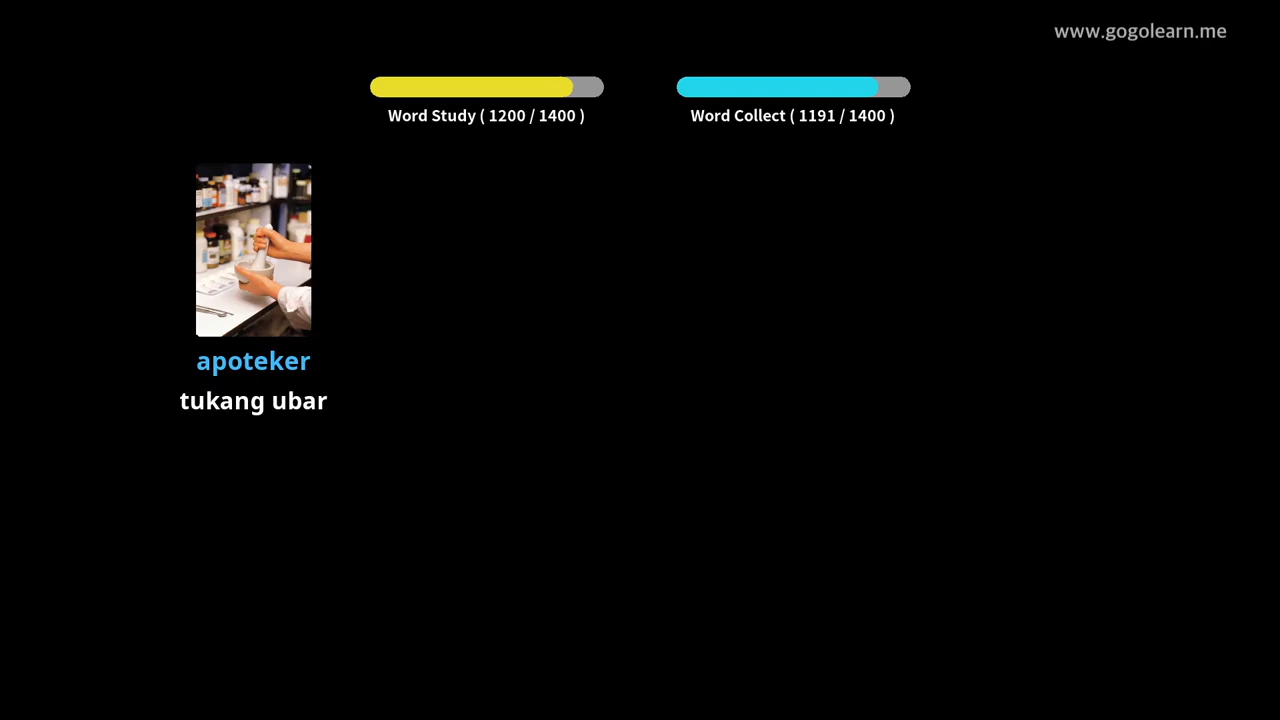 www.gogolearn.me
Word Study ( 1200 / 1400 )
Word Collect ( 1191 / 1400 )
apoteker
tukang ubar